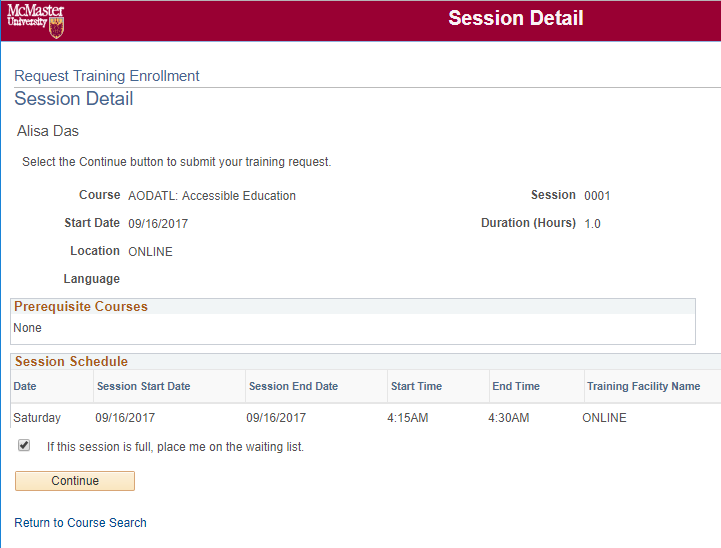 McMaster
University
Session Detail
Request Training Enrollment
Session Detail
Alisa Das
Select the Continue button to submit your training request.
Course AODATL: Accessible Education Session 0001
Start Date 09/16/2017 Duration (Hours) 1.0
Location ONLINE
Language
Prerequisite Courses
None
Session Schedule
Date Session Start Date Session End Date Start Time End Time Training Facility Name
Saturday 09/16/2017 09/16/2017 4:15AM 4:30AM ONLINE
If this session is full, place me on the waiting list.
Continue
Return to Course Search